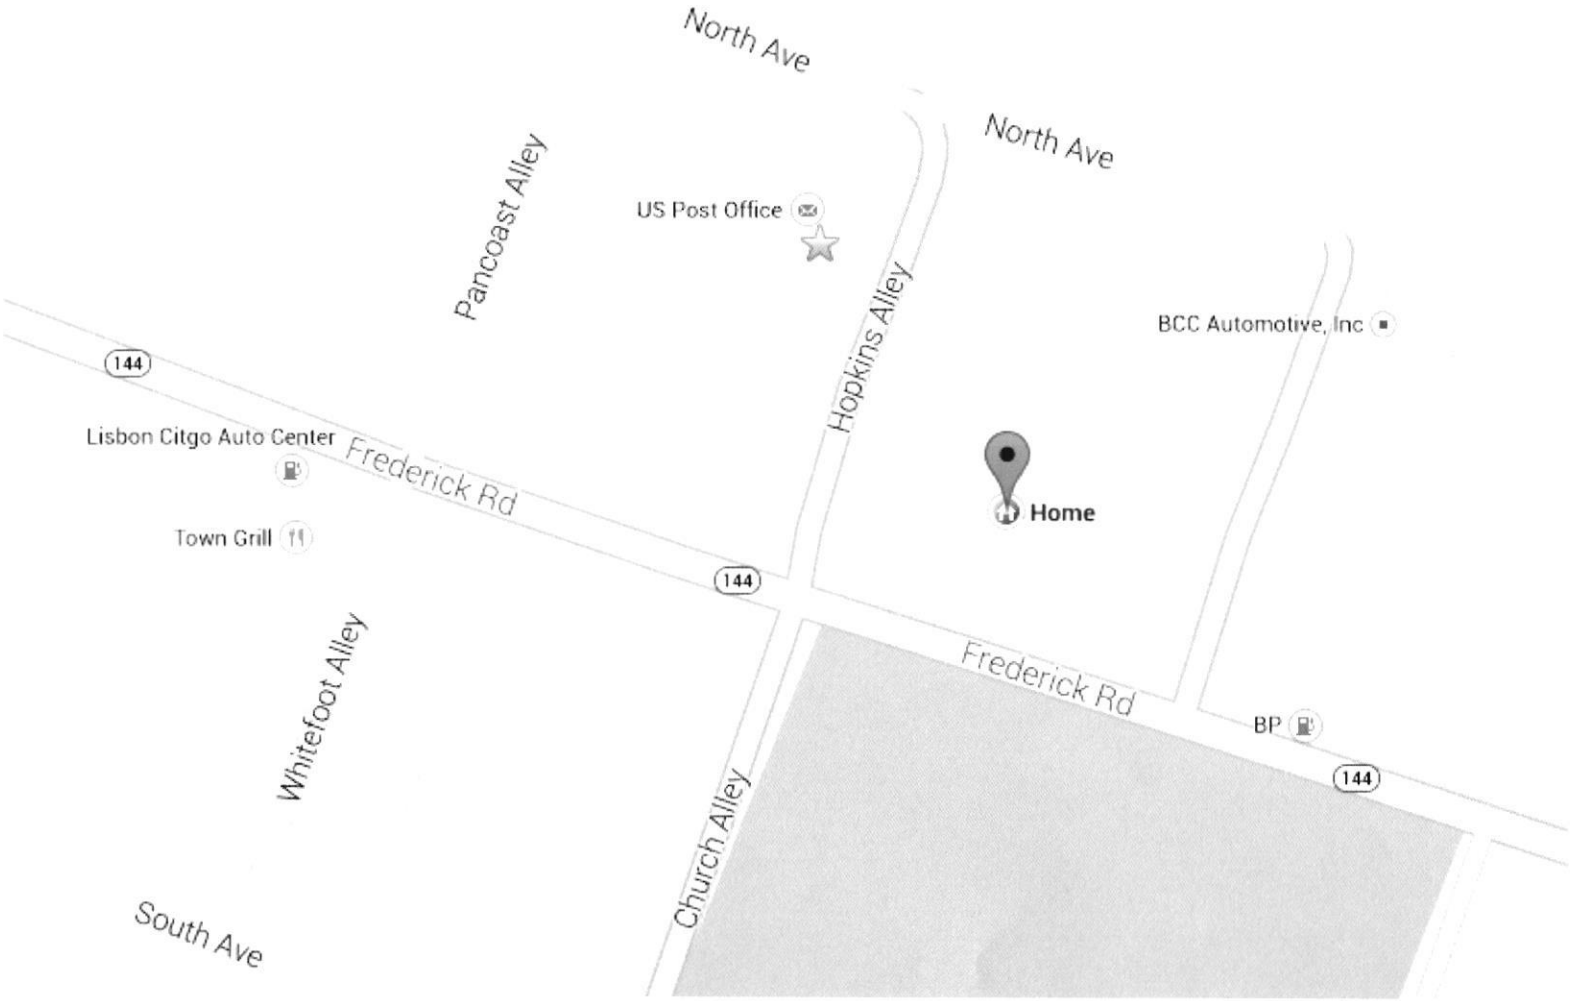 North Ave
North Ave
Pancoast Alley
US Post Office
Hopkins Alley
BCC Automotive, Inc
144
Lisbon Citgo Auto Center
Frederick Rd
Home
Town Grill
144
Whitefoot Alley
Frederick Rd
BP
144
Church Alley
South Ave